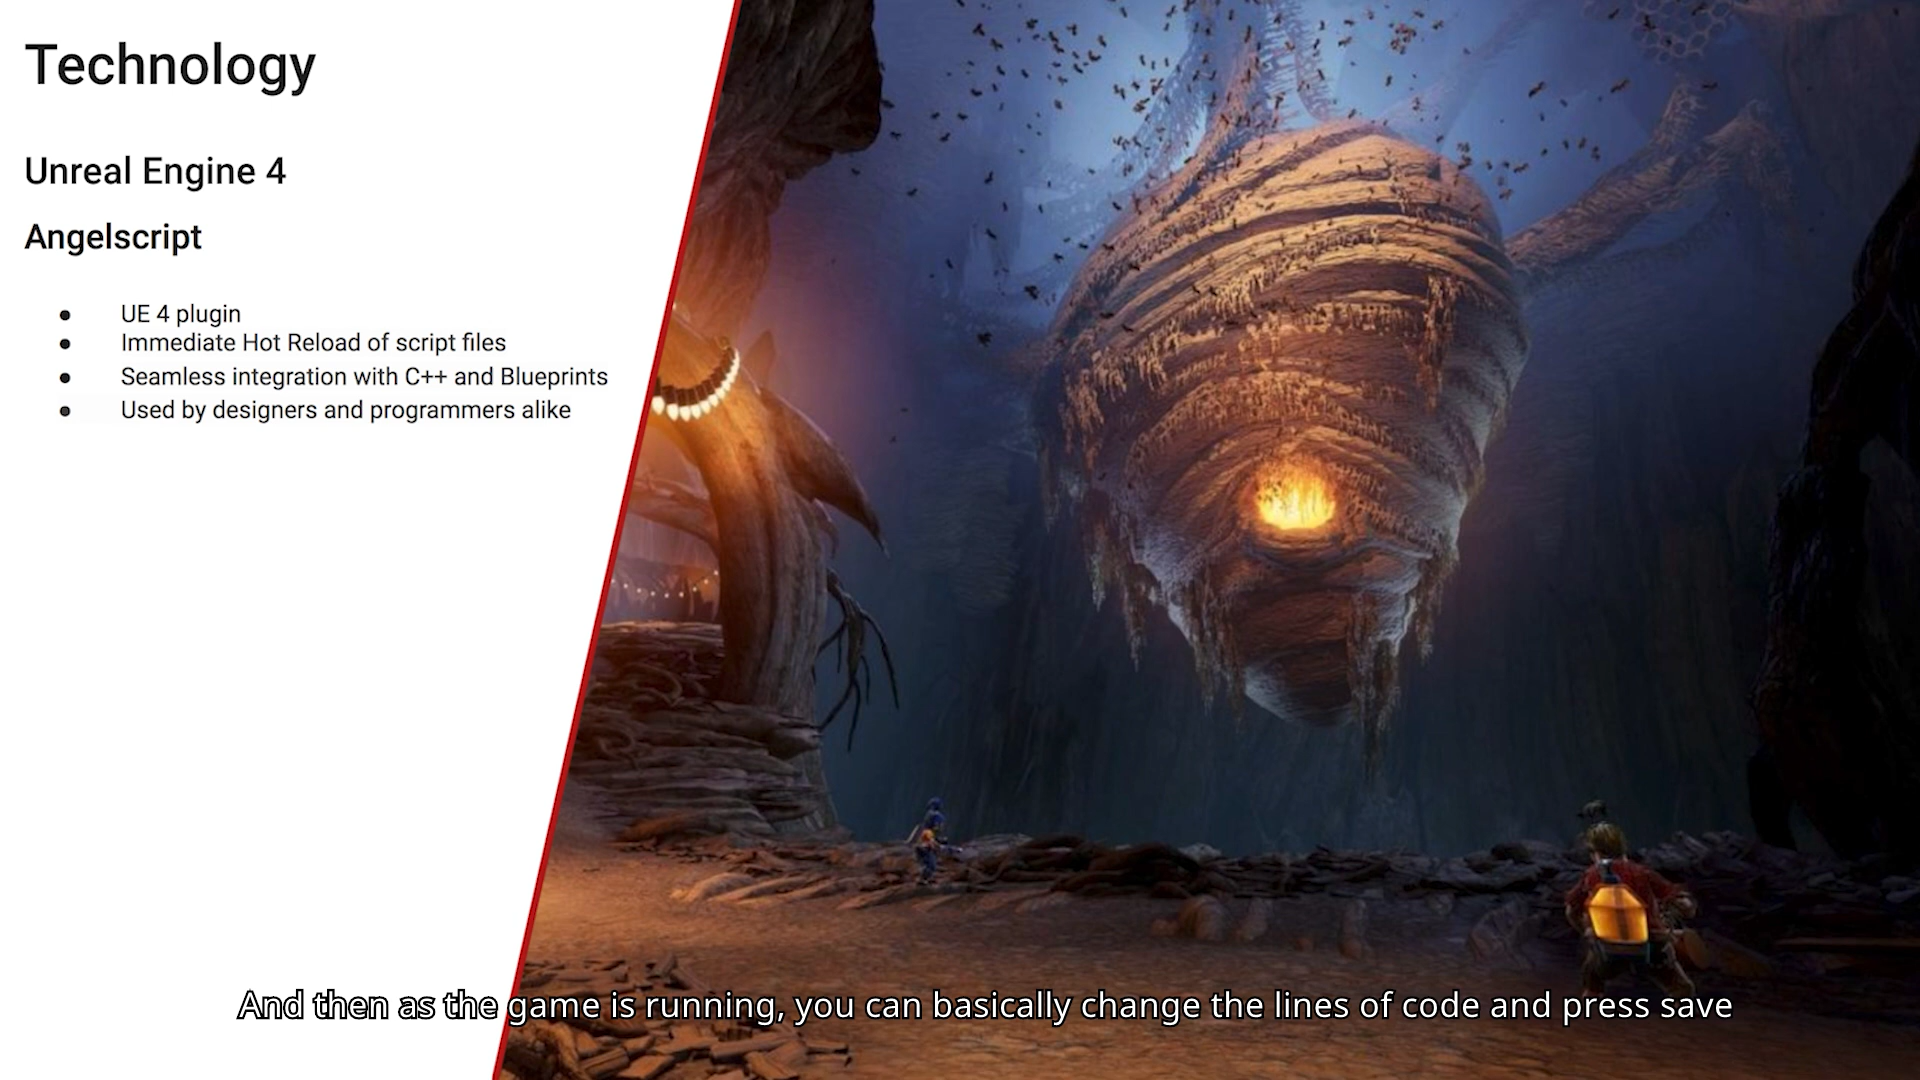 Technology
Unreal Engine 4
Angelscript
● UE 4 plugin
● Immediate Hot Reload of script files
● Seamless integration with C++ and Blueprints
● Used by designers and programmers alike
And then as the game is running, you can basically change the lines of code and press save